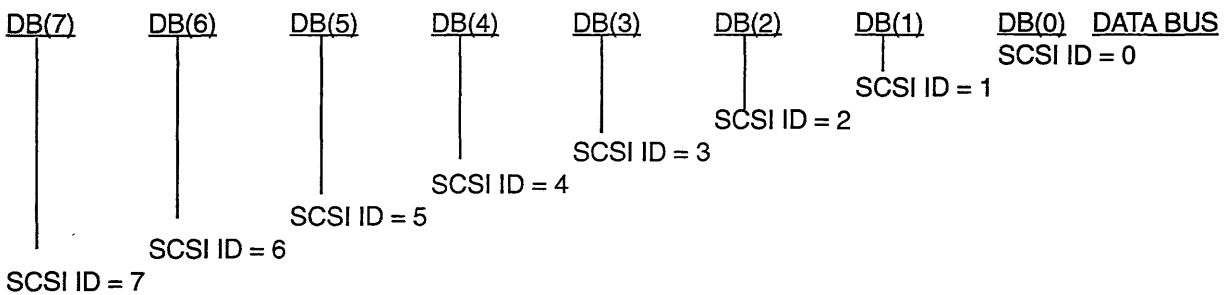 DB(7) DB(6) DB(5) DB(4) DB(3) DB(2) DB(1) DB(0) DATA BUS
SCSI ID = 0
SCSI ID = 1
SCSI ID = 2
SCSI ID = 3
SCSI ID = 4
SCSI ID = 5
SCSI ID = 6
SCSI ID = 7